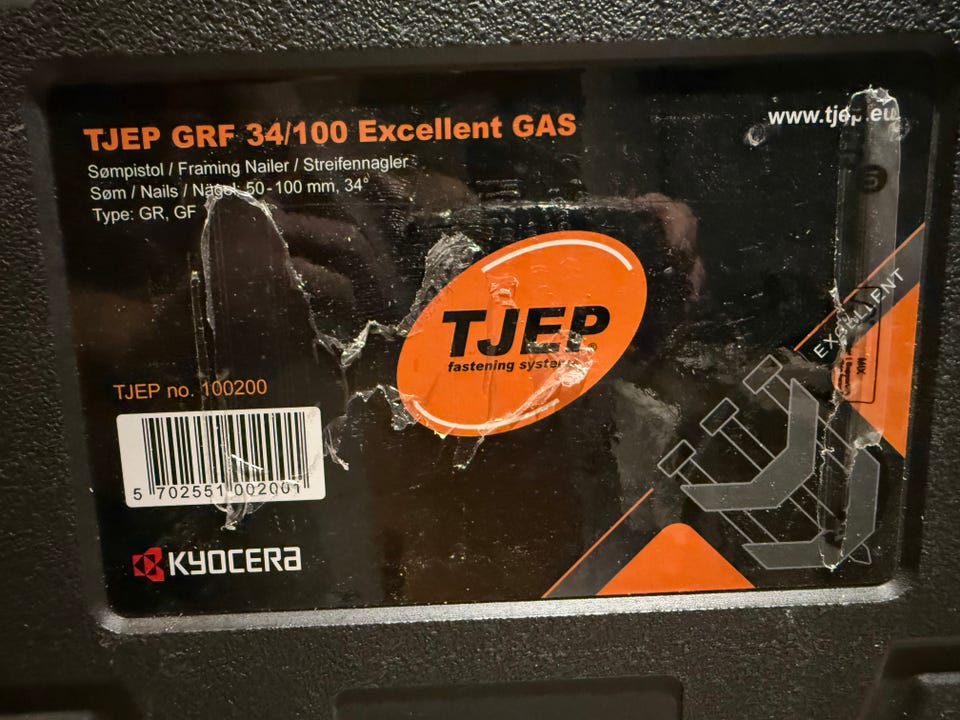 TJEP GRF 34/100 Excellent GAS
www.tjep.eu
Sømpistol / Framing Nailer / Streifennagler
Søm / Nails / Nägel: 50-100 mm, 34°
Type: GR, GF
TJEP
fastening systems
EXCELLENT
MIX
TJEP no. 100200
5 702551 002001
KYOCERA